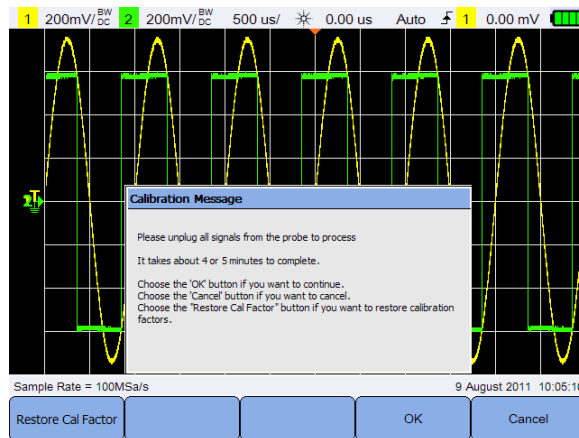 1 200mV/ BW DC 2 200mV/ BW DC 500 us/ 0.00 us Auto 1 0.00 mV
2
Calibration Message
Please unplug all signals from the probe to process
It takes about 4 or 5 minutes to complete.
Choose the 'OK' button if you want to continue.
Choose the 'Cancel' button if you want to cancel.
Choose the "Restore Cal Factor" button if you want to restore calibration
factors.
Sample Rate = 100MSa/s 9 August 2011 10:05:10
Restore Cal Factor OK Cancel